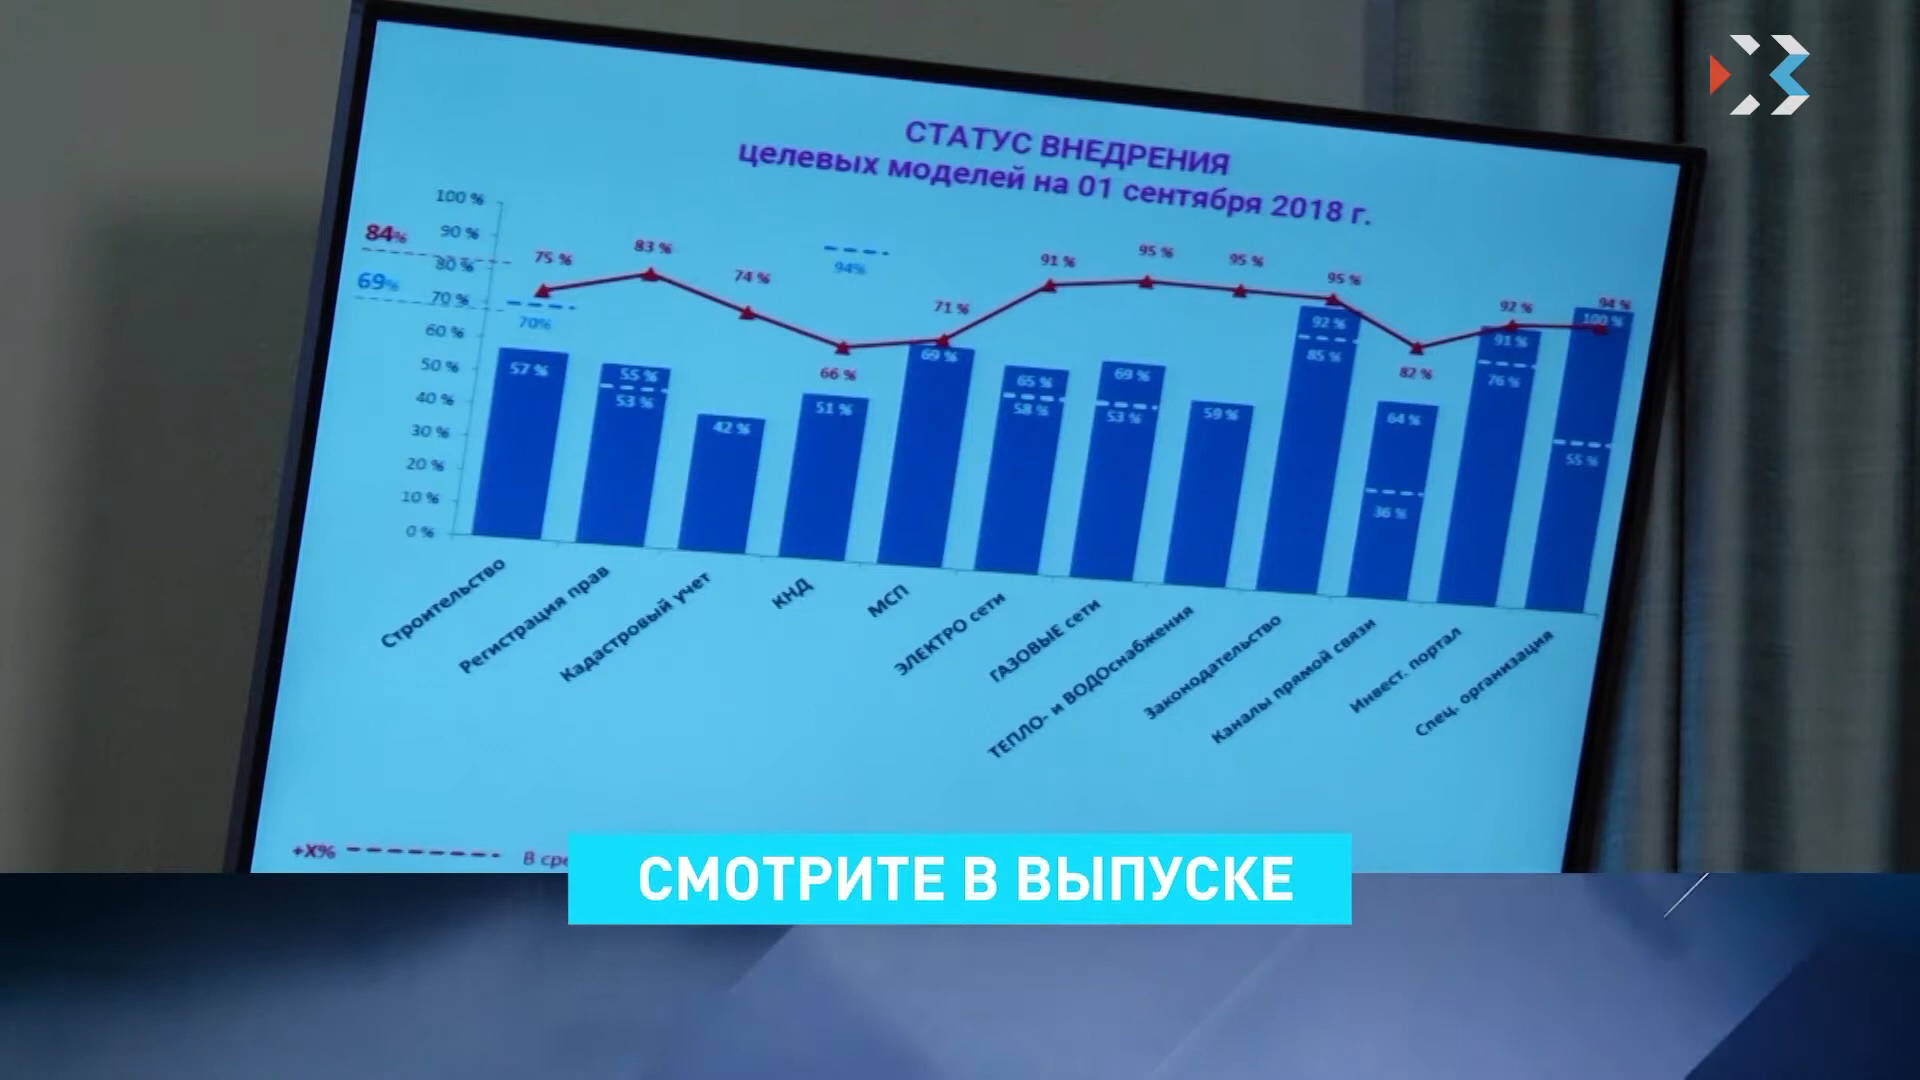 СТАТУС ВНЕДРЕНИЯ
целевых моделей на 01 сентября 2018 г.
100 %
90 %
80 %
70 %
60 %
50 %
40 %
30 %
20 %
10 %
0 %
84%
69%
75 %
83 %
74 %
66 %
71 %
91 %
95 %
95 %
95 %
82 %
92 %
94 %
70%
94%
57 %
55 %
53 %
42 %
51 %
69 %
65 %
58 %
69 %
53 %
59 %
92 %
85 %
64 %
36 %
91 %
76 %
100 %
55 %
Строительство
Регистрация прав
Кадастровый учет
КНД
МСП
ЭЛЕКТРО сети
ГАЗОВЫЕ сети
ТЕПЛО- и ВОДОснабжения
Законодательство
Каналы прямой связи
Инвест. портал
Спец. организация
+X%
В
СМОТРИТЕ В ВЫПУСКЕ